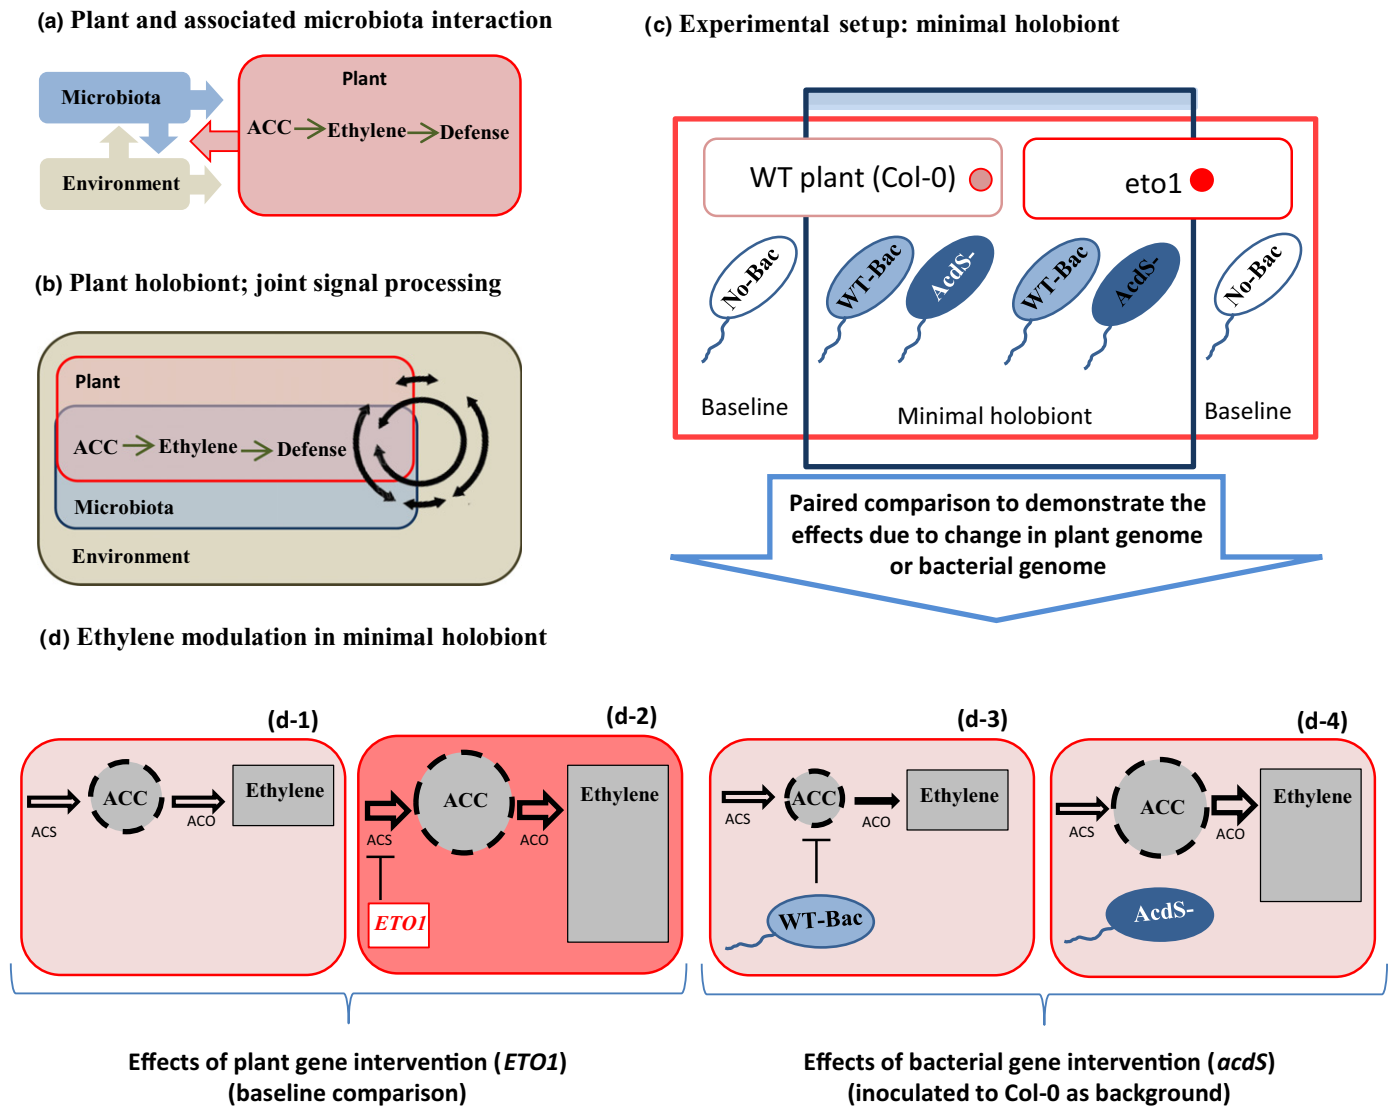 (a) Plant and associated microbiota interaction
Plant
Microbiota
ACC
Ethylene
Defense
Environment
(b) Plant holobiont; joint signal processing
Plant
ACC
Ethylene
Defense
Microbiota
Environment
(c) Experimental setup: minimal holobiont
WT plant (Col-0)
eto1
No-Bac
WT-Bac
AcdS-
WT-Bac
AcdS-
No-Bac
Baseline
Minimal holobiont
Baseline
Paired comparison to demonstrate the
effects due to change in plant genome
or bacterial genome
(d) Ethylene modulation in minimal holobiont
(d-1)
ACS
ACC
ACO
Ethylene
(d-2)
ACS
ACC
ACO
Ethylene
ETO1
(d-3)
ACS
ACC
ACO
Ethylene
WT-Bac
(d-4)
ACS
ACC
ACO
Ethylene
AcdS-
Effects of plant gene intervention (ETO1)
(baseline comparison)
Effects of bacterial gene intervention (acdS)
(inoculated to Col-0 as background)